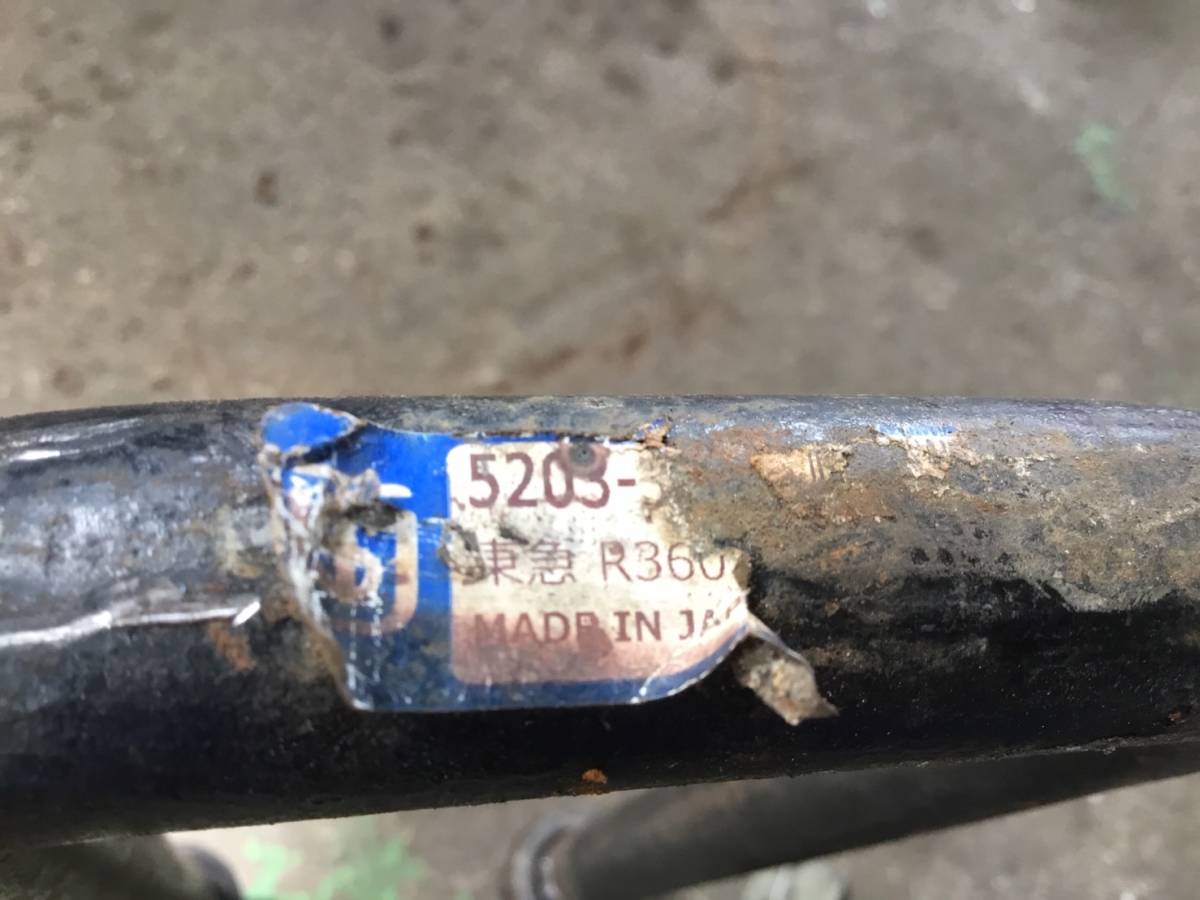 5203-
東急 R360
MADE IN JA